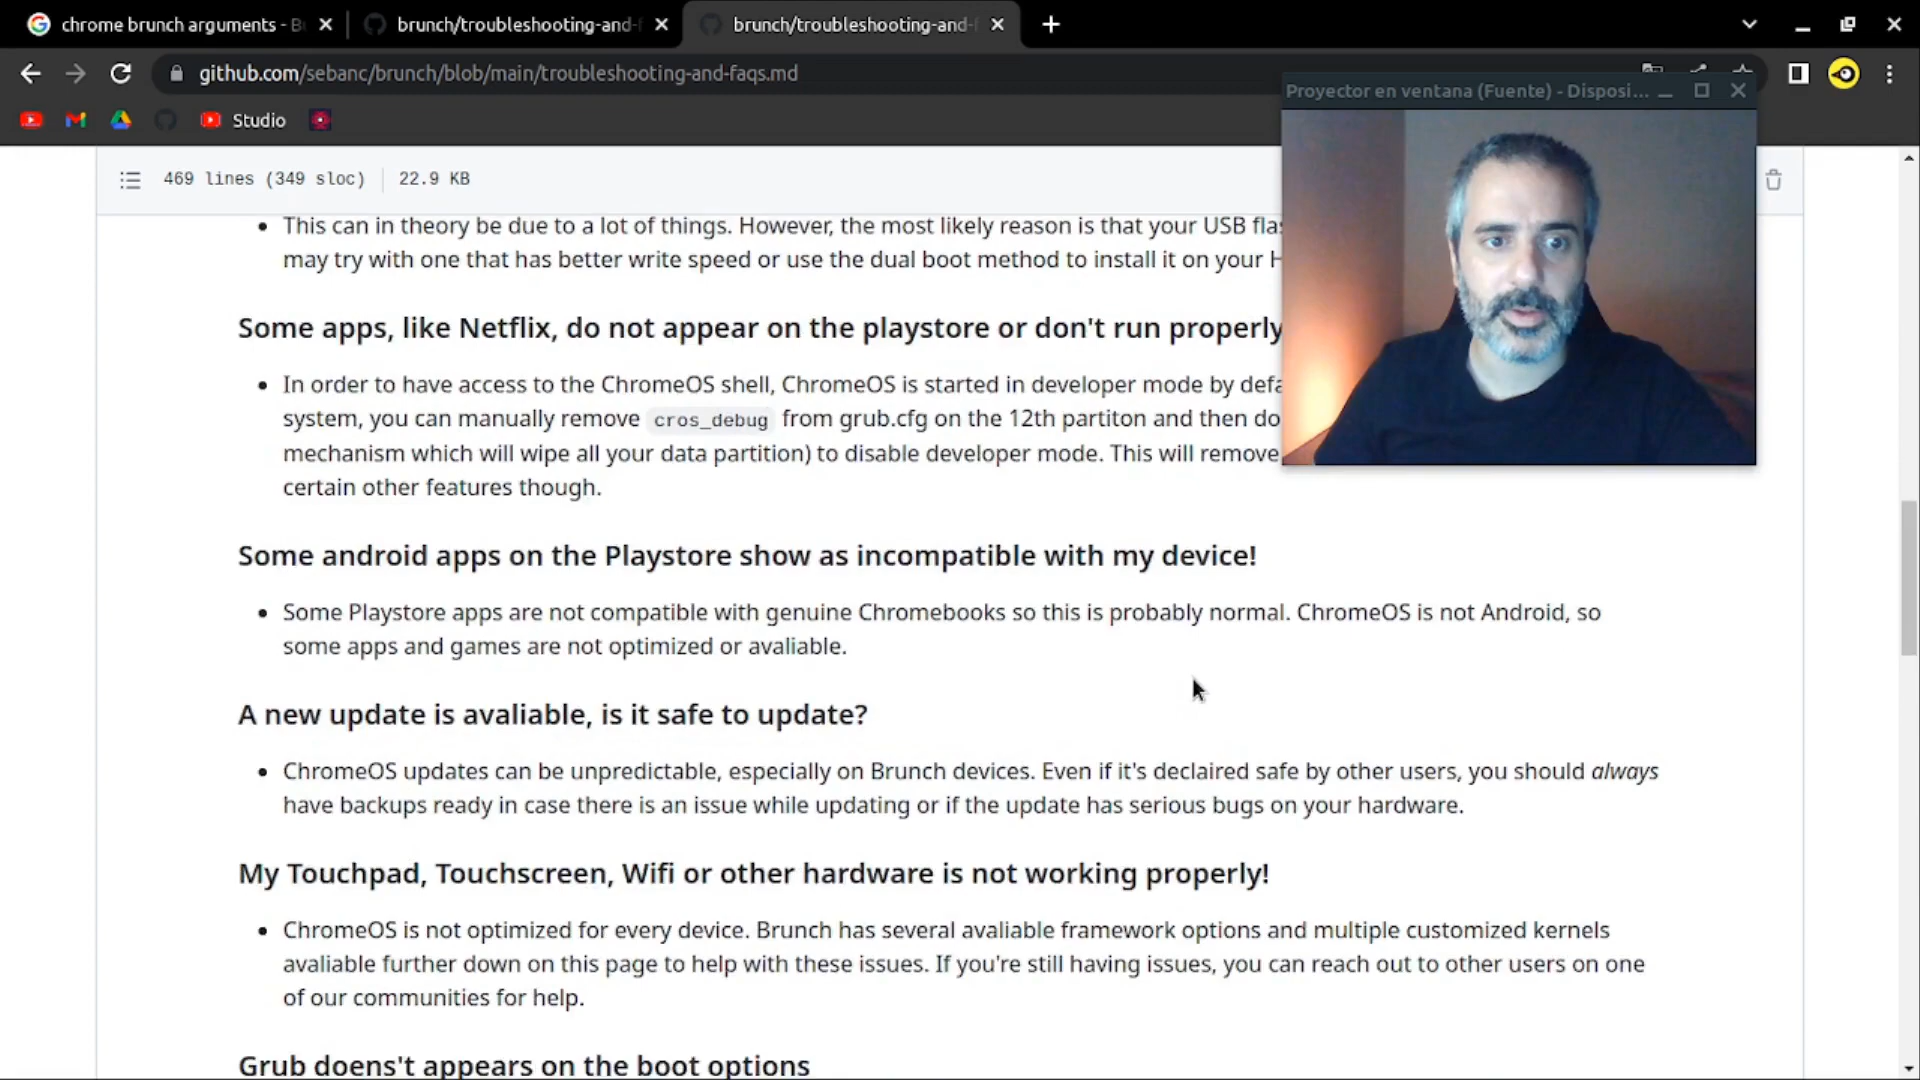 chrome brunch arguments - B
brunch/troubleshooting-and-f
brunch/troubleshooting-and-f
github.com/sebanc/brunch/blob/main/troubleshooting-and-faqs.md
Proyector en ventana (Fuente) - Disposi...
Studio
469 lines (349 sloc)
22.9 KB
This can in theory be due to a lot of things. However, the most likely reason is that your USB flas
may try with one that has better write speed or use the dual boot method to install it on your H
Some apps, like Netflix, do not appear on the playstore or don't run properly
In order to have access to the ChromeOS shell, ChromeOS is started in developer mode by defa
system, you can manually remove cros_debug from grub.cfg on the 12th partiton and then do
mechanism which will wipe all your data partition) to disable developer mode. This will remove
certain other features though.
Some android apps on the Playstore show as incompatible with my device!
Some Playstore apps are not compatible with genuine Chromebooks so this is probably normal. ChromeOS is not Android, so
some apps and games are not optimized or avaliable.
A new update is avaliable, is it safe to update?
ChromeOS updates can be unpredictable, especially on Brunch devices. Even if it's declaired safe by other users, you should always
have backups ready in case there is an issue while updating or if the update has serious bugs on your hardware.
My Touchpad, Touchscreen, Wifi or other hardware is not working properly!
ChromeOS is not optimized for every device. Brunch has several avaliable framework options and multiple customized kernels
avaliable further down on this page to help with these issues. If you're still having issues, you can reach out to other users on one
of our communities for help.
Grub doens't appears on the boot options